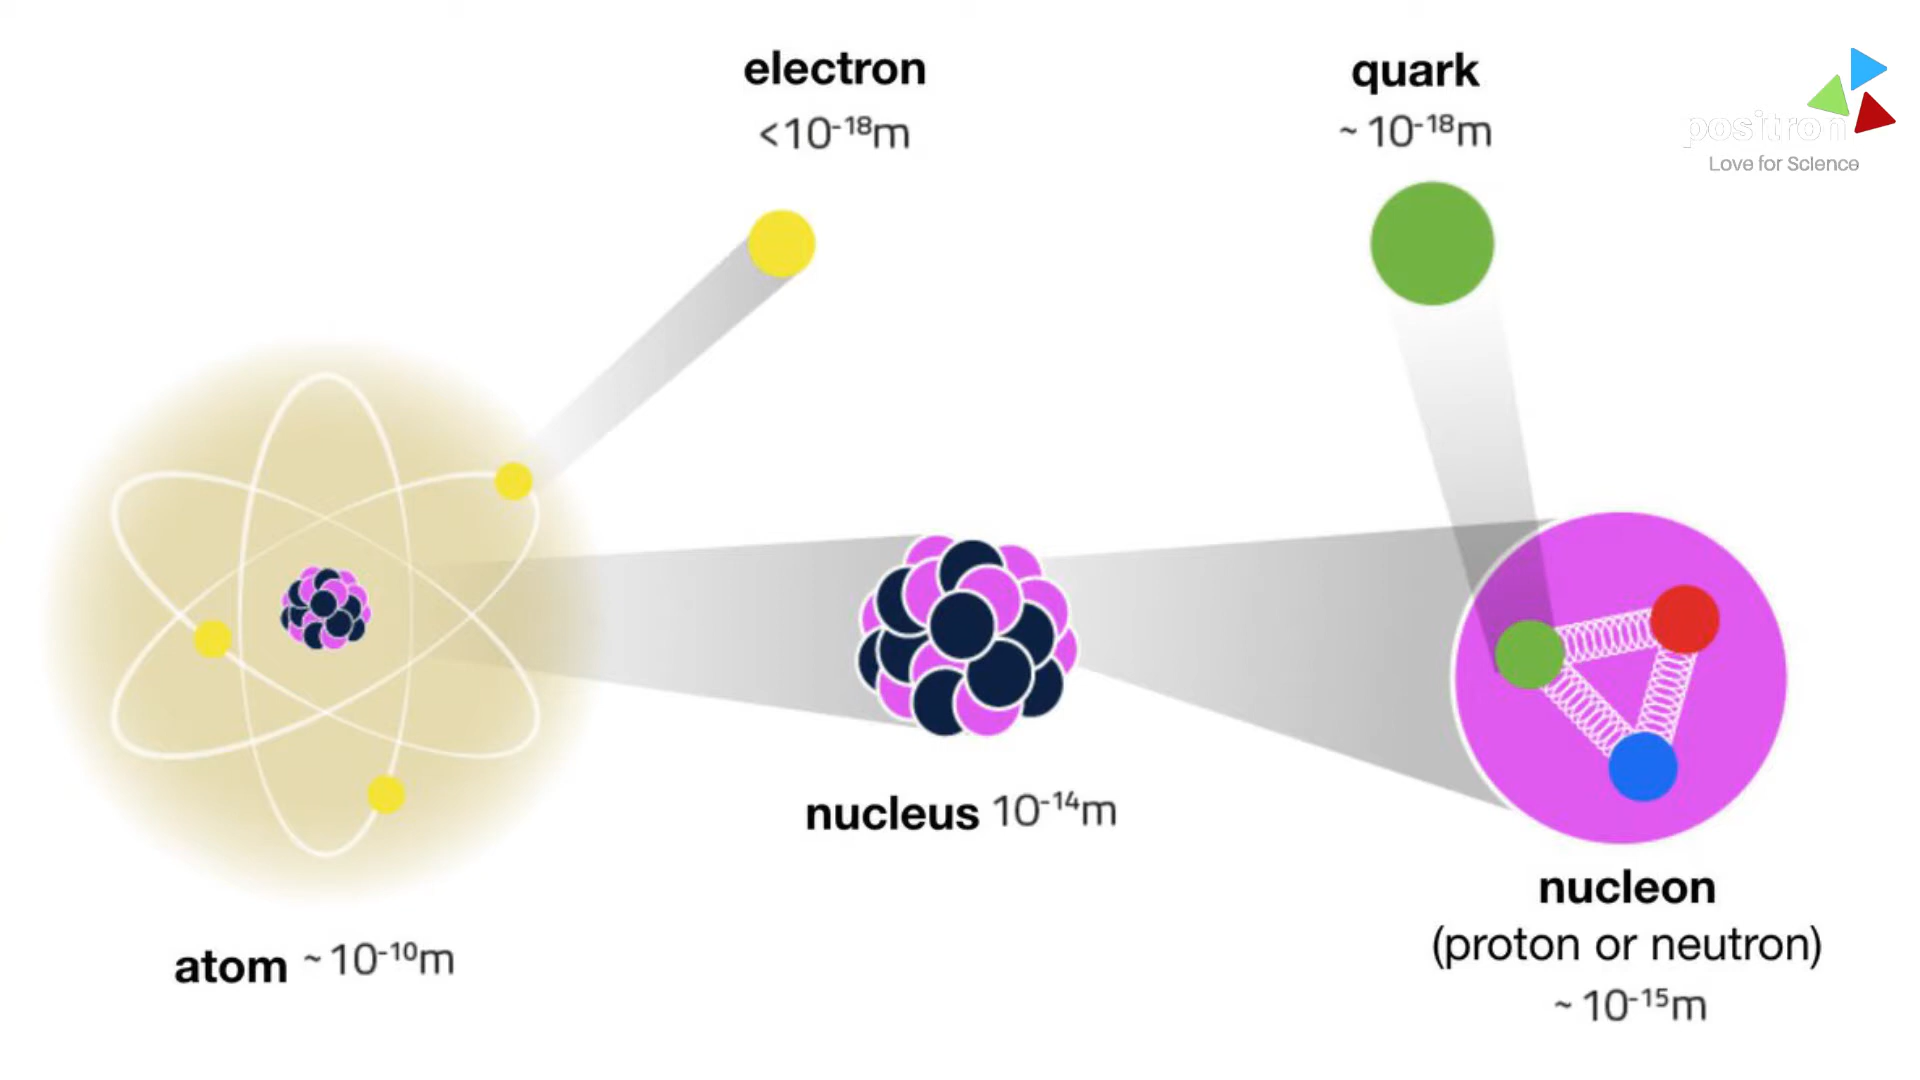 electron
<10⁻¹⁸m
quark
~ 10⁻¹⁸m
positron
Love for Science
nucleus 10⁻¹⁴m
atom ~ 10⁻¹⁰m
nucleon
(proton or neutron)
~ 10⁻¹⁵m